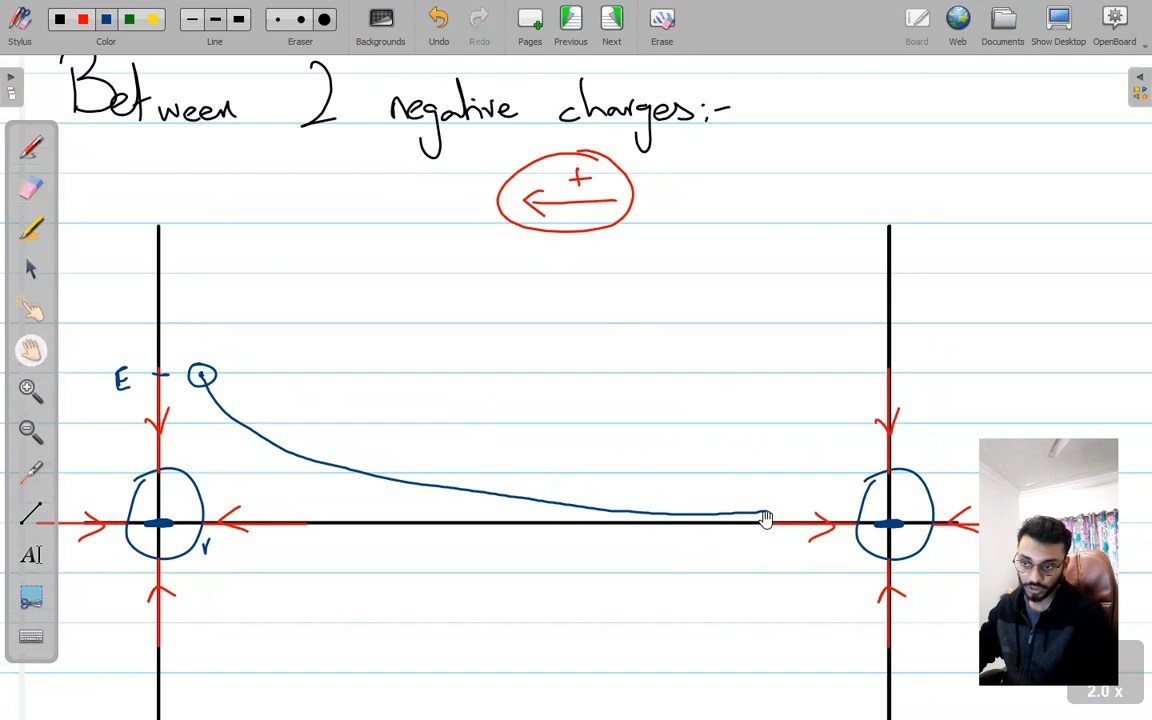 Stylus
Color
Line
Eraser
Backgrounds
Undo
Redo
Pages
Previous
Next
Erase
Board
Web
Documents
Show Desktop
OpenBoard
Between 2 negative charges:-
+
E
r
2.0 x